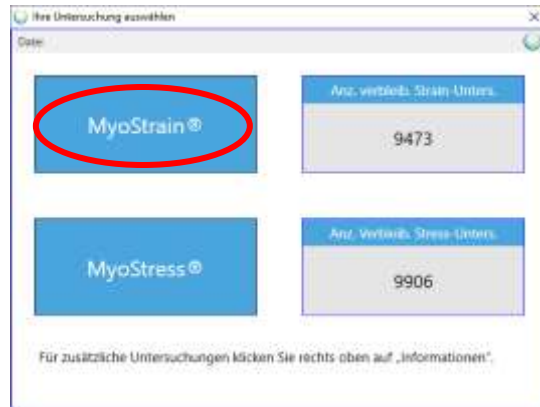 Ihre Untersuchung auswählen
Datei
MyoStrain®
Anz. verbleib. Strain-Unters.
9473
MyoStress®
Anz. Verbleib. Stress-Unters.
9906
Für zusätzliche Untersuchungen klicken Sie rechts oben auf „Informationen".